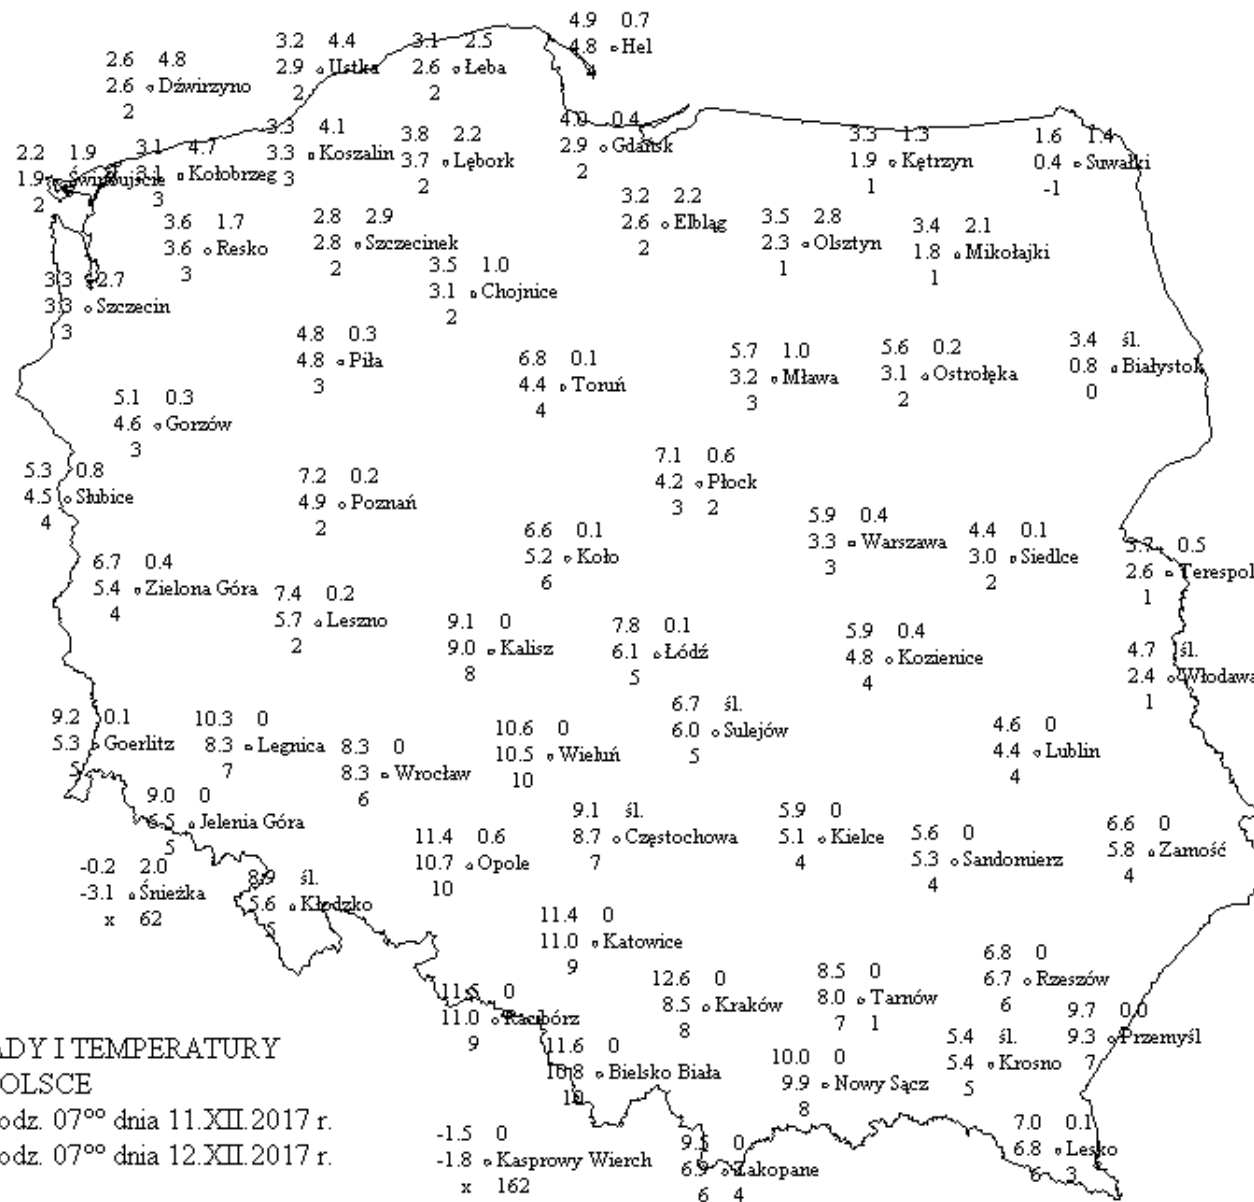 4.9 0.7
4.8 Hel
4
3.2 4.4
2.9 Ustka
2
3.1 2.5
2.6 Łeba
2
2.6 4.8
2.6 Dźwirzyno
2
4.0 0.4
2.9 Gdańsk
2
3.3 4.1
3.3 Koszalin
3
3.8 2.2
3.7 Lębork
2
3.3 1.3
1.9 Kętrzyn
1
1.6 1.4
0.4 Suwałki
-1
2.2 1.9
1.9 Świnoujście
2
3.1 4.7
3.1 Kołobrzeg
3
3.2 2.2
2.6 Elbląg
2
3.6 1.7
3.6 Resko
3
2.8 2.9
2.8 Szczecinek
2
3.5 2.8
2.3 Olsztyn
1
3.4 2.1
1.8 Mikołajki
1
3.5 1.0
3.1 Chojnice
2
3.3 2.7
3.3 Szczecin
3
4.8 0.3
4.8 Piła
3
6.8 0.1
4.4 Toruń
4
5.7 1.0
3.2 Mława
3
5.6 0.2
3.1 Ostrołęka
2
3.4 śl.
0.8 Białystok
0
5.1 0.3
4.6 Gorzów
3
5.3 0.8
4.5 Słubice
4
7.2 0.2
4.9 Poznań
2
7.1 0.6
4.2 Płock
3 2
6.6 0.1
5.2 Koło
6
5.9 0.4
3.3 Warszawa
3
4.4 0.1
3.0 Siedlce
2
5.7 0.5
2.6 Terespol
1
6.7 0.4
5.4 Zielona Góra
4
7.4 0.2
5.7 Leszno
2
9.1 0
9.0 Kalisz
8
7.8 0.1
6.1 Łódź
5
5.9 0.4
4.8 Kozienice
4
4.7 śl.
2.4 Włodawa
1
9.2 0.1
5.3 Goerlitz
5
10.3 0
8.3 Legnica
7
8.3 0
8.3 Wrocław
6
10.6 0
10.5 Wieluń
10
6.7 śl.
6.0 Sulejów
5
4.6 0
4.4 Lublin
4
9.0 0
6.5 Jelenia Góra
5
11.4 0.6
10.7 Opole
10
9.1 śl.
8.7 Częstochowa
7
5.9 0
5.1 Kielce
4
5.6 0
5.3 Sandomierz
4
6.6 0
5.8 Zamość
4
-0.2 2.0
-3.1 Śnieżka
x 62
8.9 śl.
5.6 Kłodzko
5
11.4 0
11.0 Katowice
9
12.6 0
8.5 Kraków
8
8.5 0
8.0 Tarnów
7 1
6.8 0
6.7 Rzeszów
6
11.5 0
11.0 Racibórz
9
9.7 0.0
9.3 Przemyśl
7
11.6 0
10.8 Bielsko Biała
10
10.0 0
9.9 Nowy Sącz
8
5.4 śl.
5.4 Krosno
5
-1.5 0
-1.8 Kasprowy Wierch
x 162
9.5 0
6.9 Zakopane
6 4
7.0 0.1
6.8 Lesko
6 3
ADY I TEMPERATURY
OLSCE
odz. 07ºº dnia 11.XII.2017 r.
odz. 07ºº dnia 12.XII.2017 r.